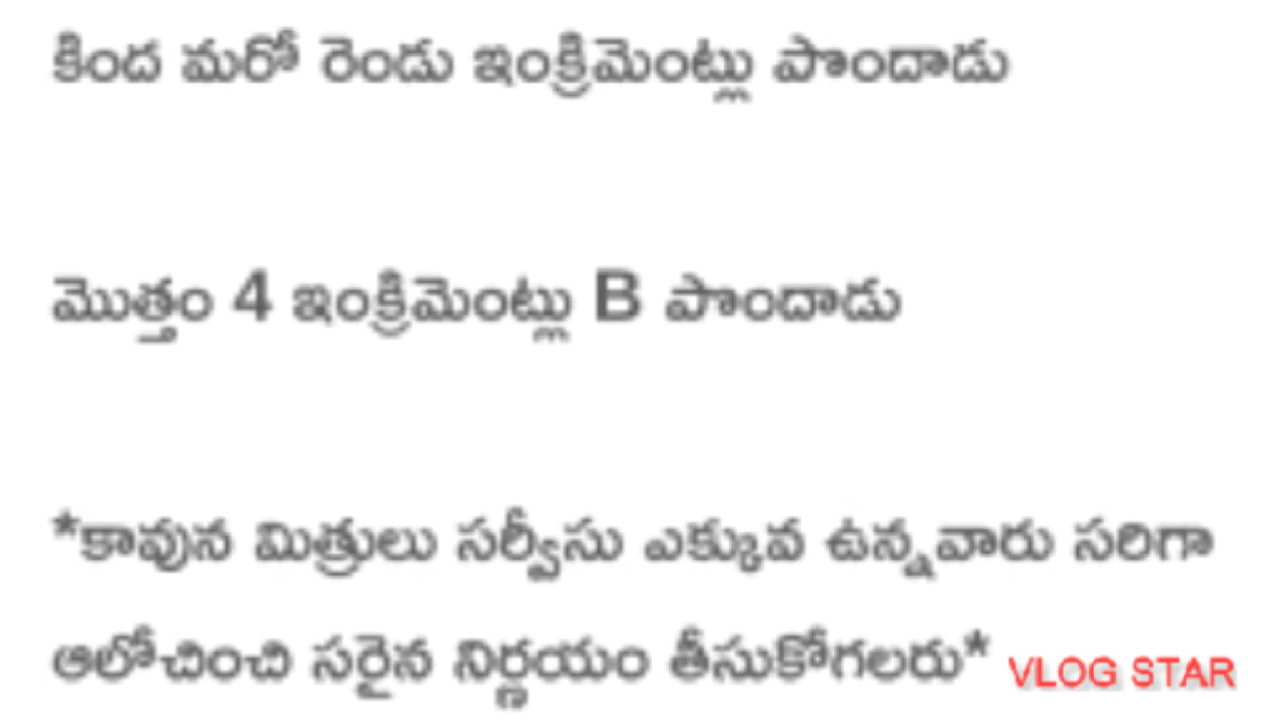 కింద మరో రెండు ఇంక్రిమెంట్లు పొందాడు
మొత్తం 4 ఇంక్రిమెంట్లు B పొందాడు
*కావున మిత్రులు సర్వీసు ఎక్కువ ఉన్నవారు సరిగా
ఆలోచించి సరైన నిర్ణయం తీసుకోగలరు*
VLOG STAR